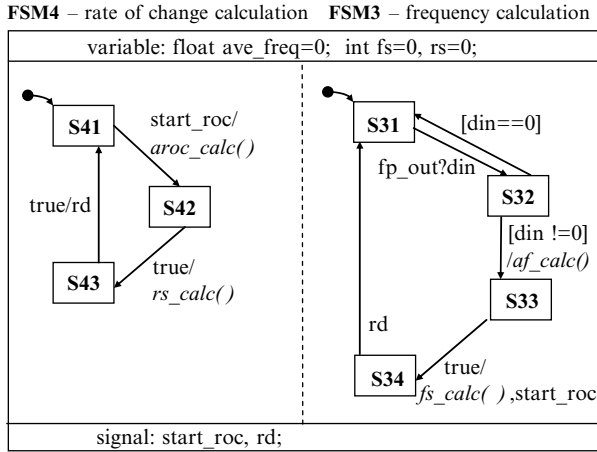 FSM4 – rate of change calculation FSM3 – frequency calculation
variable: float ave_freq=0; int fs=0, rs=0;
S41
start_roc/
aroc_calc()
S42
true/rd
S43
true/
rs_calc()
S31
[din==0]
fp_out?din
S32
[din !=0]
/af_calc()
S33
rd
S34
true/
fs_calc( ) ,start_roc
signal: start_roc, rd;